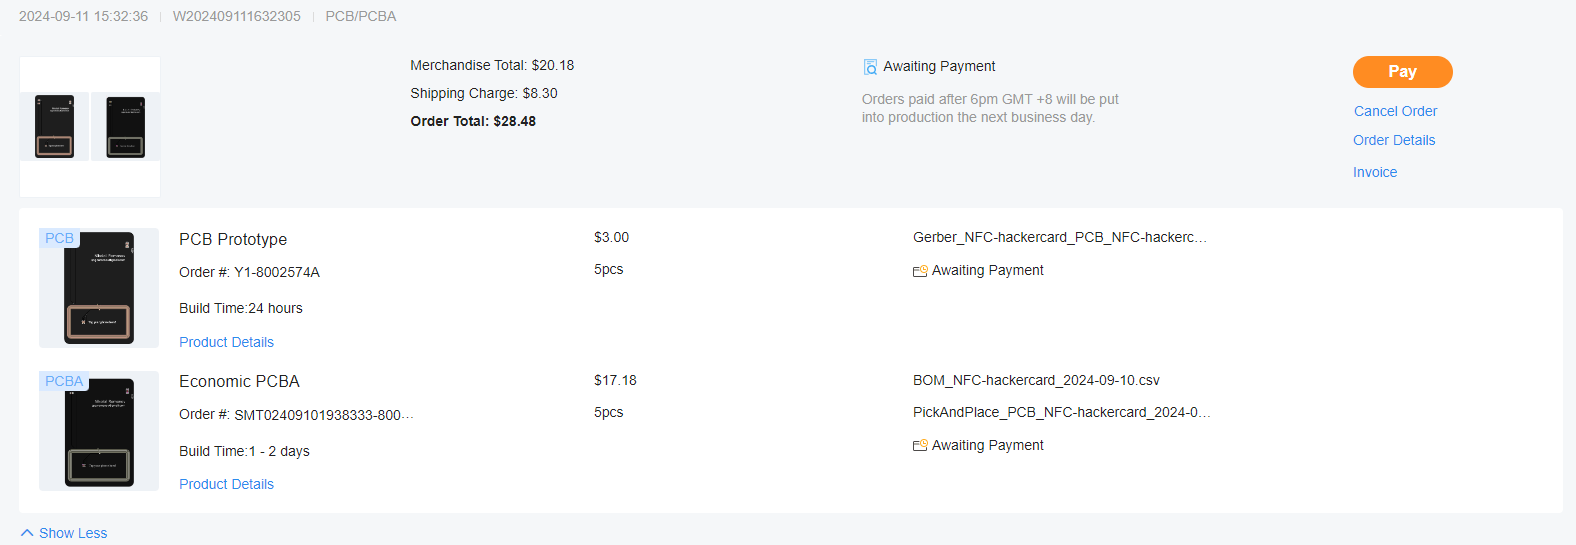 2024-09-11 15:32:36 | W202409111632305 | PCB/PCBA
Merchandise Total: $20.18
Shipping Charge: $8.30
Order Total: $28.48
Awaiting Payment
Orders paid after 6pm GMT +8 will be put
into production the next business day.
Pay
Cancel Order
Order Details
Invoice
PCB
PCB Prototype
Order #: Y1-8002574A
Build Time:24 hours
Product Details
$3.00
5pcs
Gerber_NFC-hackercard_PCB_NFC-hackerc…
Awaiting Payment
PCBA
Economic PCBA
Order #: SMT02409101938333-800…
Build Time:1 - 2 days
Product Details
$17.18
5pcs
BOM_NFC-hackercard_2024-09-10.csv
PickAndPlace_PCB_NFC-hackercard_2024-0…
Awaiting Payment
Show Less